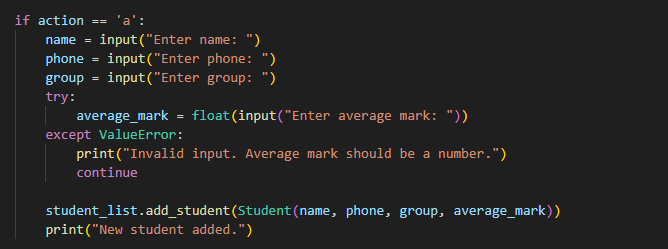 if action == 'a':
    name = input("Enter name: ")
    phone = input("Enter phone: ")
    group = input("Enter group: ")
    try:
        average_mark = float(input("Enter average mark: "))
    except ValueError:
        print("Invalid input. Average mark should be a number.")
        continue

    student_list.add_student(Student(name, phone, group, average_mark))
    print("New student added.")